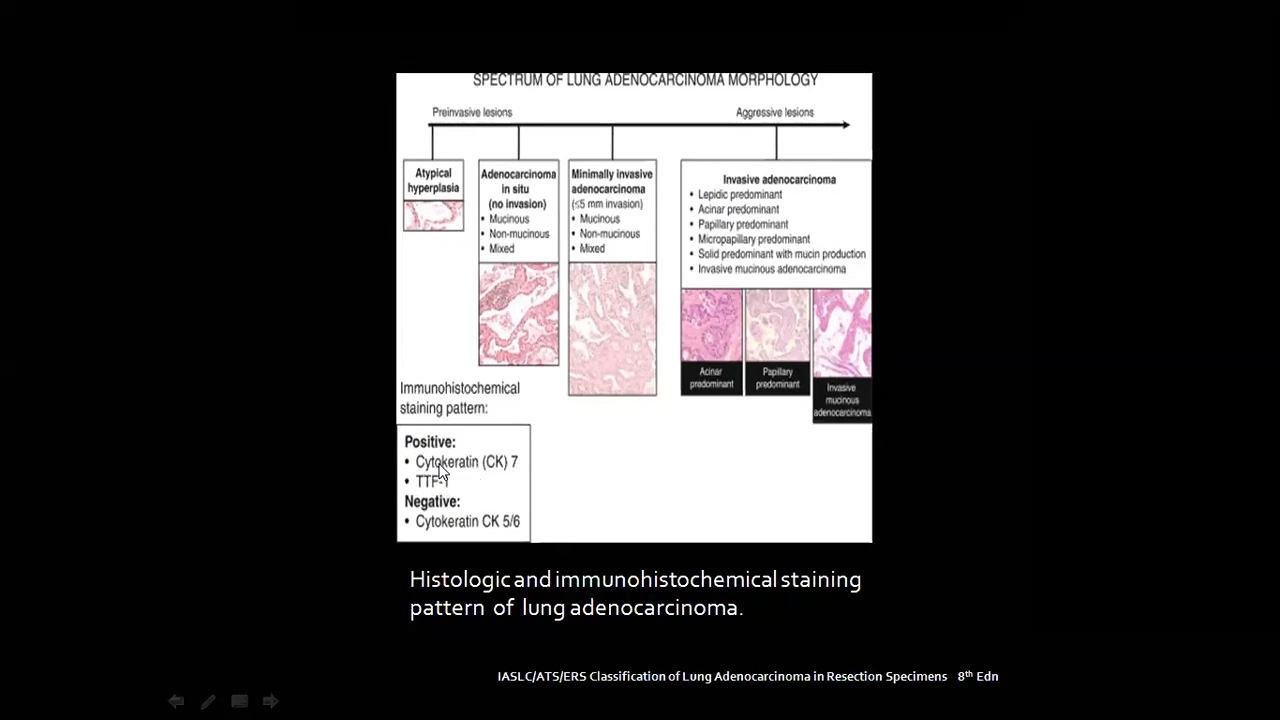 SPECTRUM OF LUNG ADENOCARCINOMA MORPHOLOGY
Preinvasive lesions
Aggressive lesions
Atypical
hyperplasia
Adenocarcinoma
in situ
(no invasion)
• Mucinous
• Non-mucinous
• Mixed
Minimally invasive
adenocarcinoma
(≤5 mm invasion)
• Mucinous
• Non-mucinous
• Mixed
Invasive adenocarcinoma
• Lepidic predominant
• Acinar predominant
• Papillary predominant
• Micropapillary predominant
• Solid predominant with mucin production
• Invasive mucinous adenocarcinoma
Acinar
predominant
Papillary
predominant
Invasive
mucinous
adenocarcinoma
Immunohistochemical
staining pattern:
Positive:
• Cytokeratin (CK) 7
• TTF-1
Negative:
• Cytokeratin CK 5/6
Histologic and immunohistochemical staining
pattern of lung adenocarcinoma.
IASLC/ATS/ERS Classification of Lung Adenocarcinoma in Resection Specimens 8th Edn